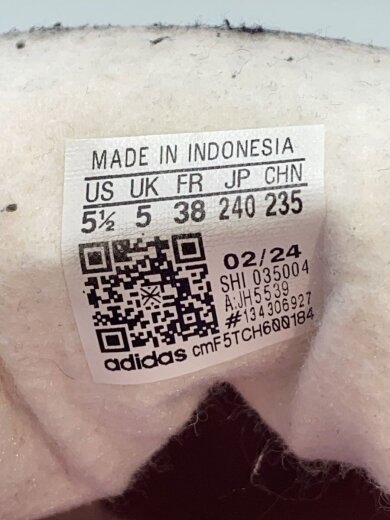 MADE IN INDONESIA
US UK FR JP CHN
5½ 5 38 240 235
02/24
SHI 035004
A:JH5539
#134306927
adidas cmF5TCH600184